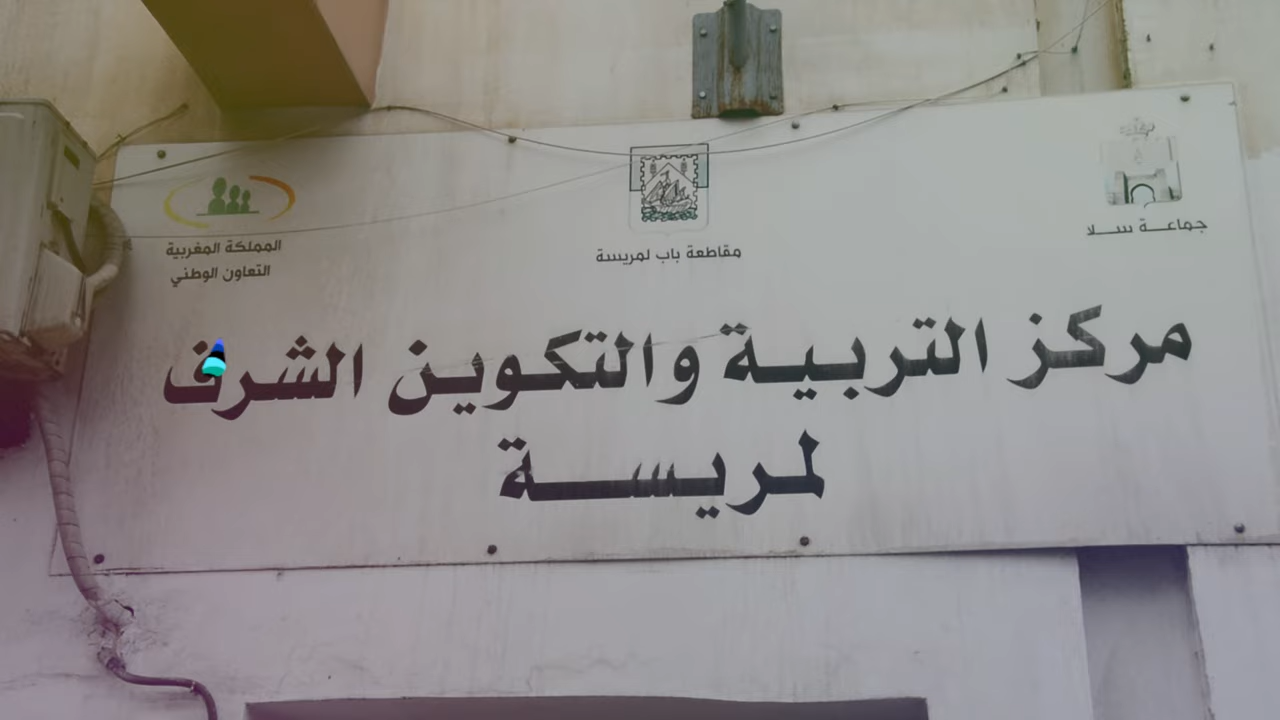 جماعة سلا
مقاطعة باب لمريسة
المملكة المغربية
التعاون الوطني
مركز التربية والتكوين الشرف
لمريسة